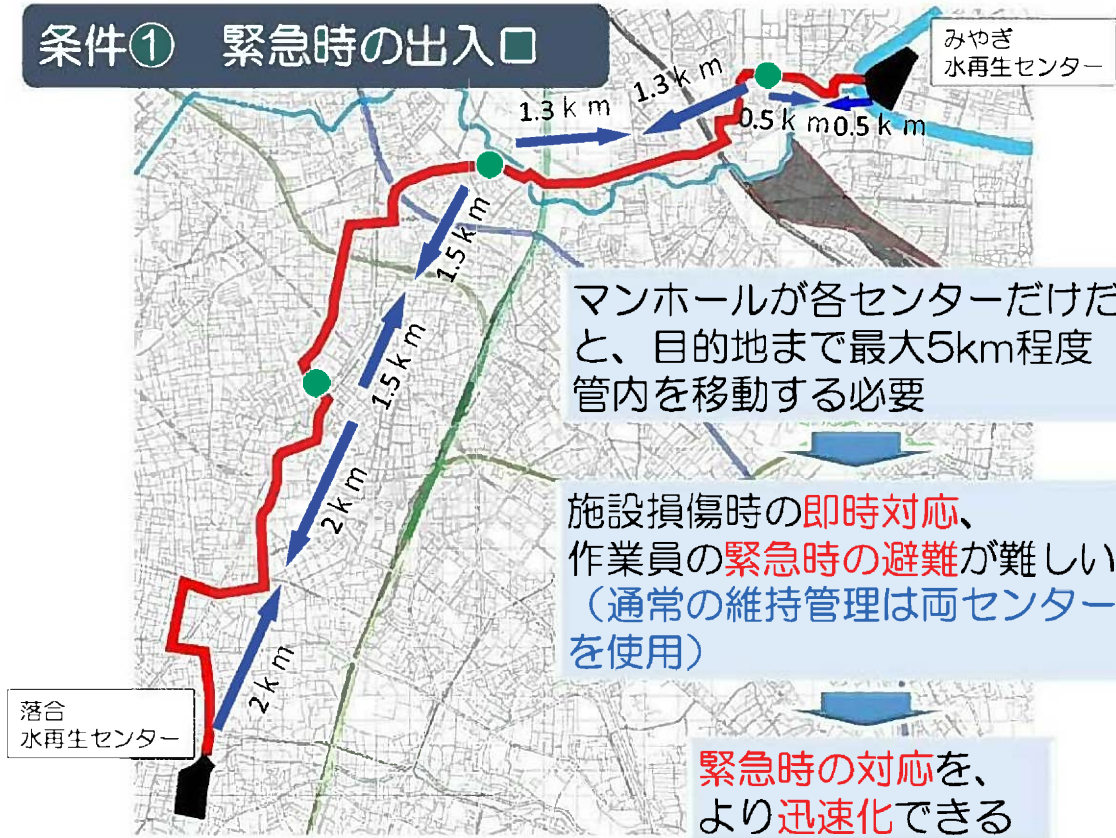 条件① 緊急時の出入口
みやぎ
水再生センター
1.3ｋｍ
1.3ｋｍ
0.5ｋｍ
0.5ｋｍ
1.5ｋｍ
1.5ｋｍ
2ｋｍ
2ｋｍ
マンホールが各センターだけだ
と、目的地まで最大5km程度
管内を移動する必要
施設損傷時の即時対応、
作業員の緊急時の避難が難しい
（通常の維持管理は両センター
を使用）
落合
水再生センター
緊急時の対応を、
より迅速化できる